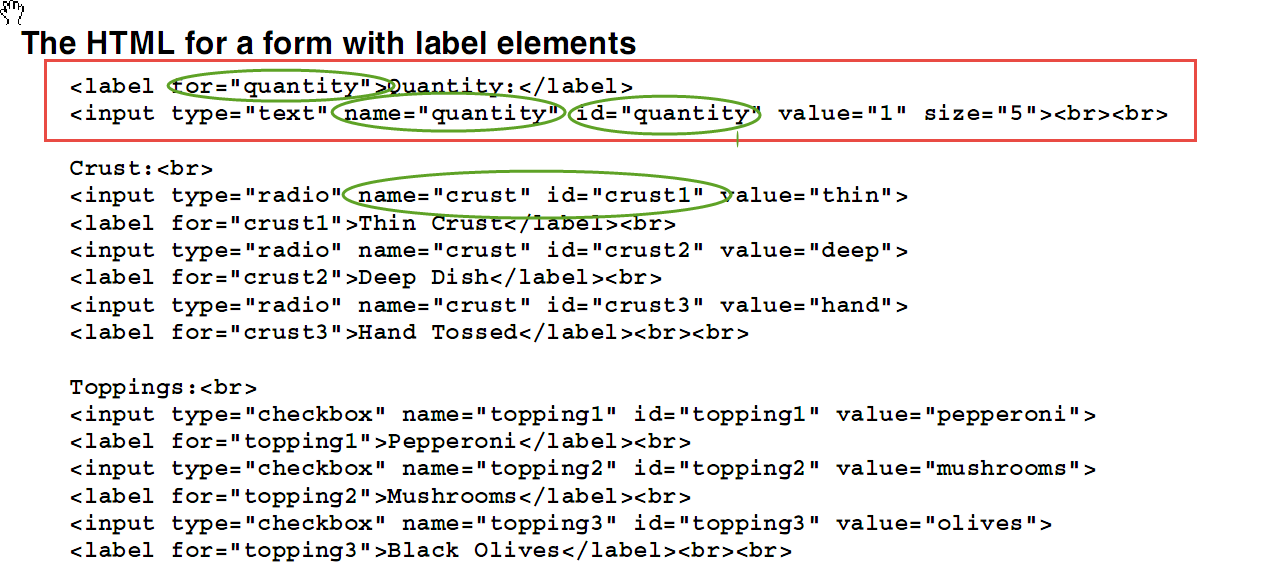 The HTML for a form with label elements
<label for="quantity">Quantity:</label>
<input type="text" name="quantity" id="quantity" value="1" size="5"><br><br>
Crust:<br>
<input type="radio" name="crust" id="crust1" value="thin">
<label for="crust1">Thin Crust</label><br>
<input type="radio" name="crust" id="crust2" value="deep">
<label for="crust2">Deep Dish</label><br>
<input type="radio" name="crust" id="crust3" value="hand">
<label for="crust3">Hand Tossed</label><br><br>
Toppings:<br>
<input type="checkbox" name="topping1" id="topping1" value="pepperoni">
<label for="topping1">Pepperoni</label><br>
<input type="checkbox" name="topping2" id="topping2" value="mushrooms">
<label for="topping2">Mushrooms</label><br>
<input type="checkbox" name="topping3" id="topping3" value="olives">
<label for="topping3">Black Olives</label><br><br>